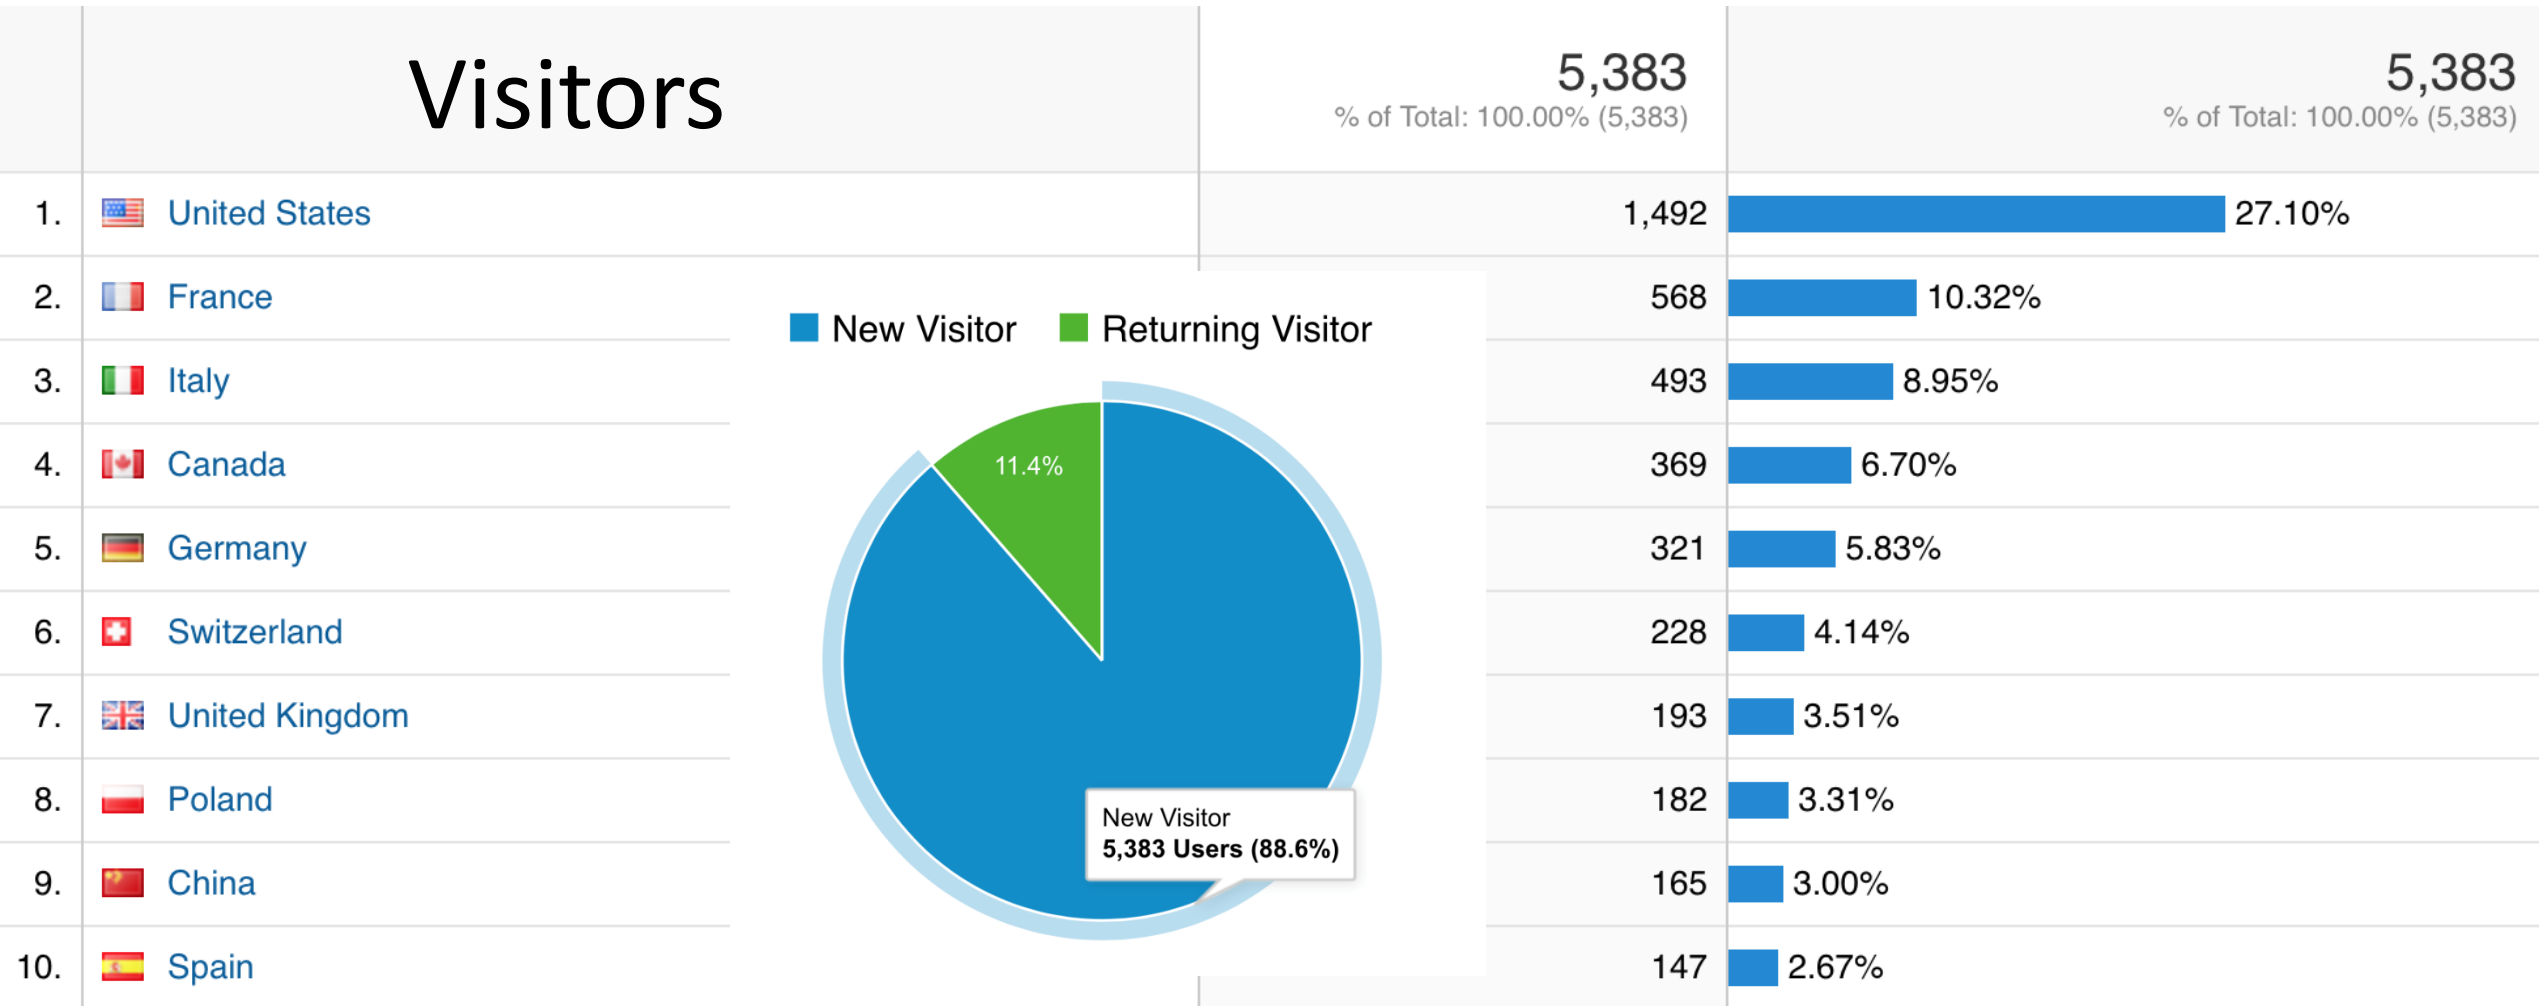 Visitors
5,383
% of Total: 100.00% (5,383)
5,383
% of Total: 100.00% (5,383)
1. United States 1,492 27.10%
2. France 568 10.32%
3. Italy 493 8.95%
4. Canada 369 6.70%
5. Germany 321 5.83%
6. Switzerland 228 4.14%
7. United Kingdom 193 3.51%
8. Poland 182 3.31%
9. China 165 3.00%
10. Spain 147 2.67%
New Visitor Returning Visitor
11.4%
New Visitor
5,383 Users (88.6%)